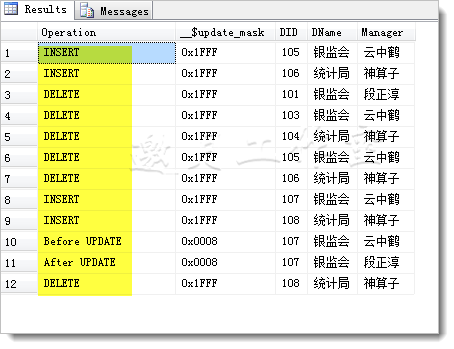 Results Messages
Operation __$update_mask DID DName Manager
1 INSERT 0x1FFF 105 银监会 云中鹤
2 INSERT 0x1FFF 106 统计局 神算子
3 DELETE 0x1FFF 101 银监会 段正淳
4 DELETE 0x1FFF 103 银监会 云中鹤
5 DELETE 0x1FFF 104 统计局 神算子
6 DELETE 0x1FFF 105 银监会 云中鹤
7 DELETE 0x1FFF 106 统计局 神算子
8 INSERT 0x1FFF 107 银监会 云中鹤
9 INSERT 0x1FFF 108 统计局 神算子
10 Before UPDATE 0x0008 107 银监会 云中鹤
11 After UPDATE 0x0008 107 银监会 段正淳
12 DELETE 0x1FFF 108 统计局 神算子